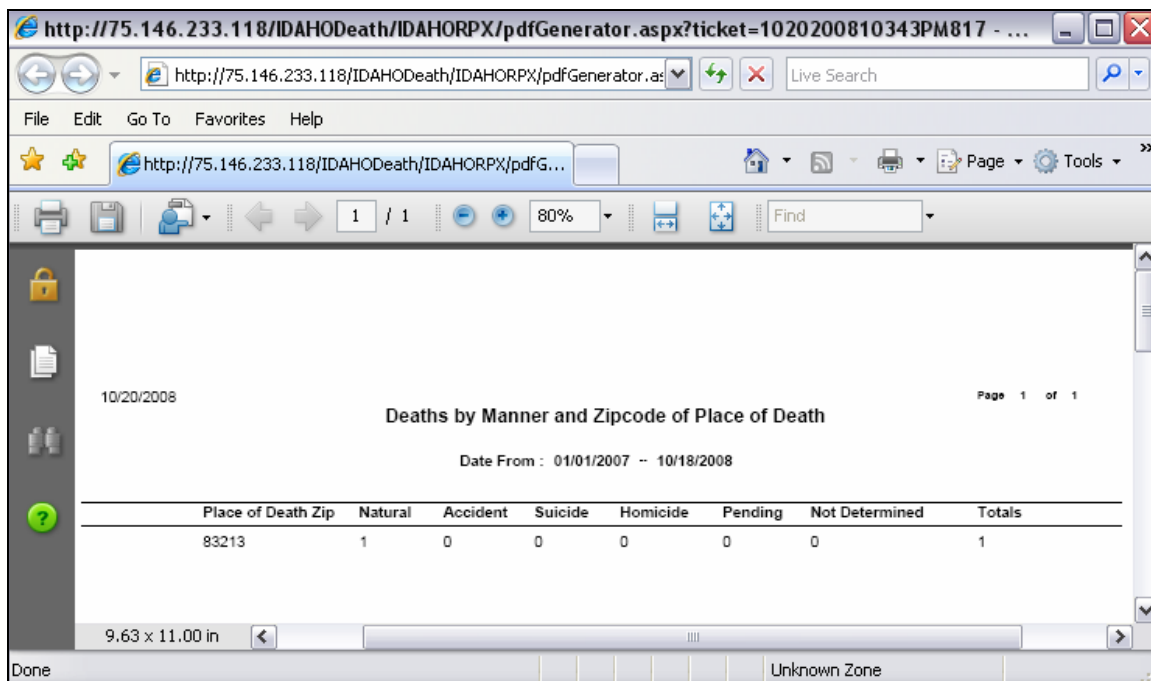 http://75.146.233.118/IDAHODeath/IDAHORPX/pdfGenerator.aspx?ticket=1020200810343PM817 - ...
http://75.146.233.118/IDAHODeath/IDAHORPX/pdfGenerator.as Live Search
File Edit Go To Favorites Help
http://75.146.233.118/IDAHODeath/IDAHORPX/pdfG... Page Tools »
1 / 1 80% Find
10/20/2008 Page 1 of 1
Deaths by Manner and Zipcode of Place of Death
Date From : 01/01/2007 -- 10/18/2008
Place of Death Zip Natural Accident Suicide Homicide Pending Not Determined Totals
83213 1 0 0 0 0 0 1
9.63 x 11.00 in
Done Unknown Zone